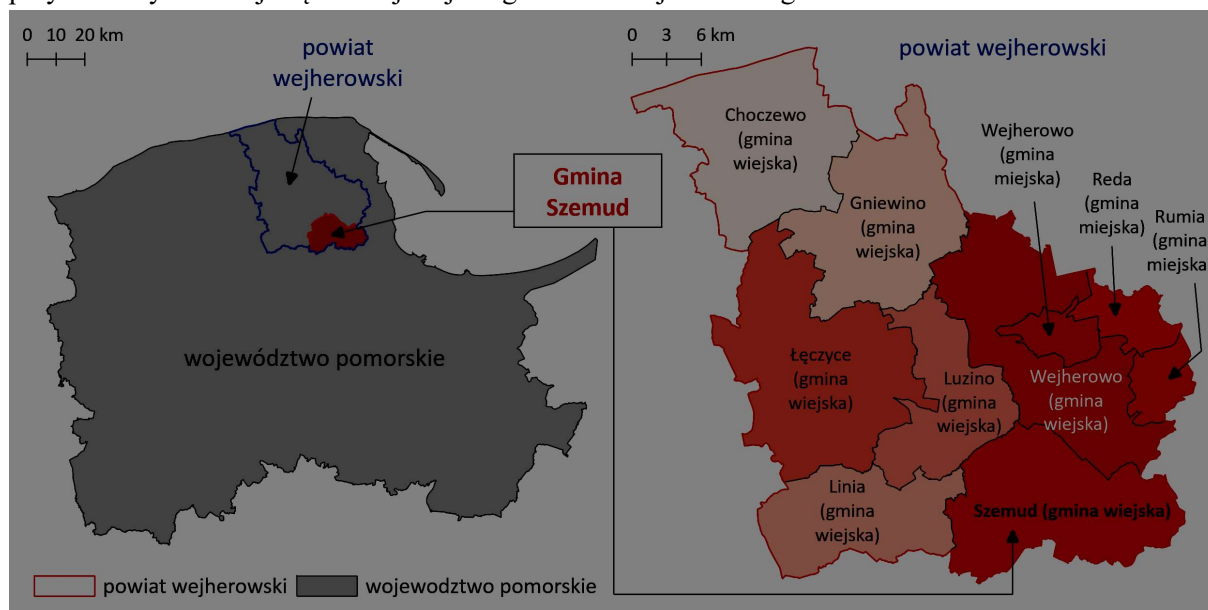 0 10 20 km
powiat
wejherowski
Gmina
Szemud
województwo pomorskie
powiat wejherowski
wojewodztwo pomorskie
0 3 6 km
powiat wejherowski
Choczewo
(gmina
wiejska)
Wejherowo
(gmina
miejska)
Reda
(gmina
miejska)
Rumia
(gmina
miejska
Gniewino
(gmina
wiejska)
Łęczyce
(gmina
wiejska)
Luzino
(gmina
wiejska)
Wejherowo
(gmina
wiejska)
Linia
(gmina
wiejska)
Szemud (gmina wiejska)